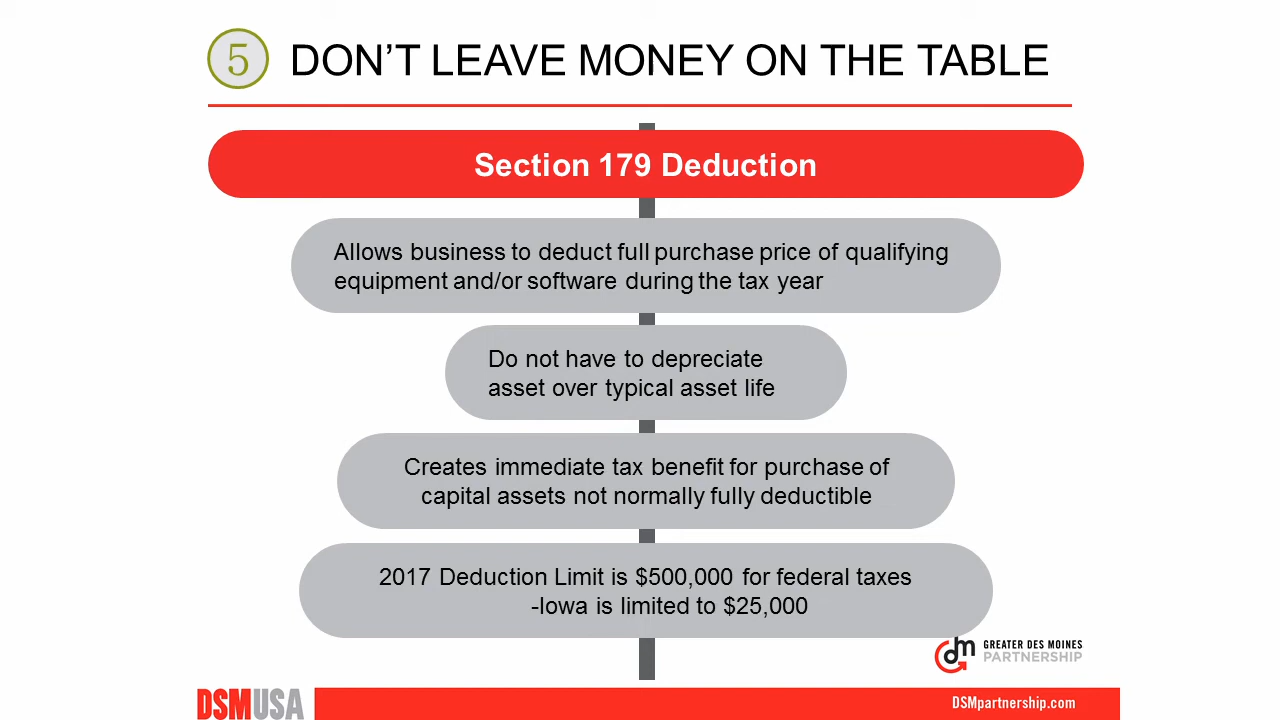 5 DON’T LEAVE MONEY ON THE TABLE
Section 179 Deduction
Allows business to deduct full purchase price of qualifying
equipment and/or software during the tax year
Do not have to depreciate
asset over typical asset life
Creates immediate tax benefit for purchase of
capital assets not normally fully deductible
2017 Deduction Limit is $500,000 for federal taxes
-Iowa is limited to $25,000
dm GREATER DES MOINES
PARTNERSHIP
DSMUSA
DSMpartnership.com